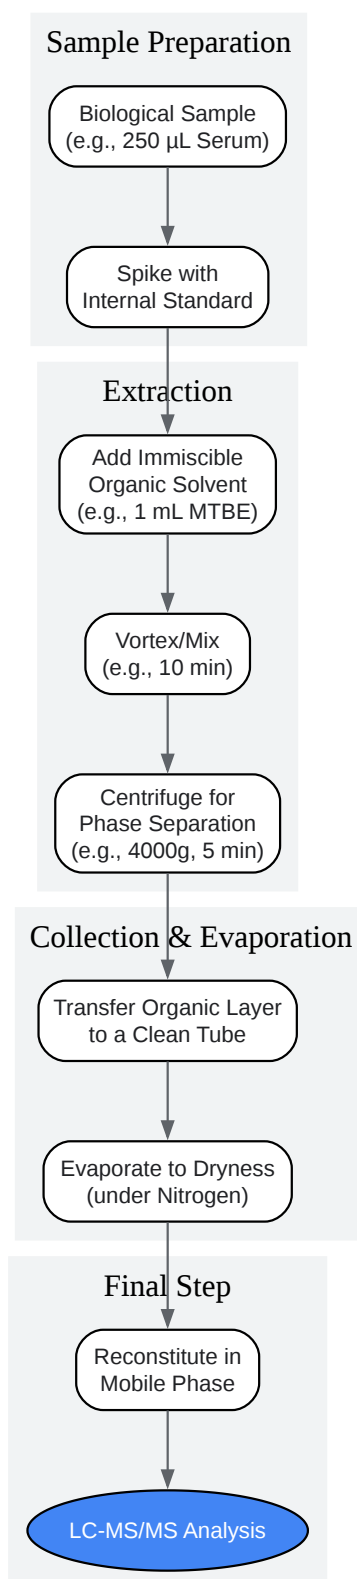 Sample Preparation
Biological Sample
(e.g., 250 µL Serum)
Spike with
Internal Standard
Extraction
Add Immiscible
Organic Solvent
(e.g., 1 mL MTBE)
Vortex/Mix
(e.g., 10 min)
Centrifuge for
Phase Separation
(e.g., 4000g, 5 min)
Collection & Evaporation
Transfer Organic Layer
to a Clean Tube
Evaporate to Dryness
(under Nitrogen)
Final Step
Reconstitute in
Mobile Phase
LC-MS/MS Analysis